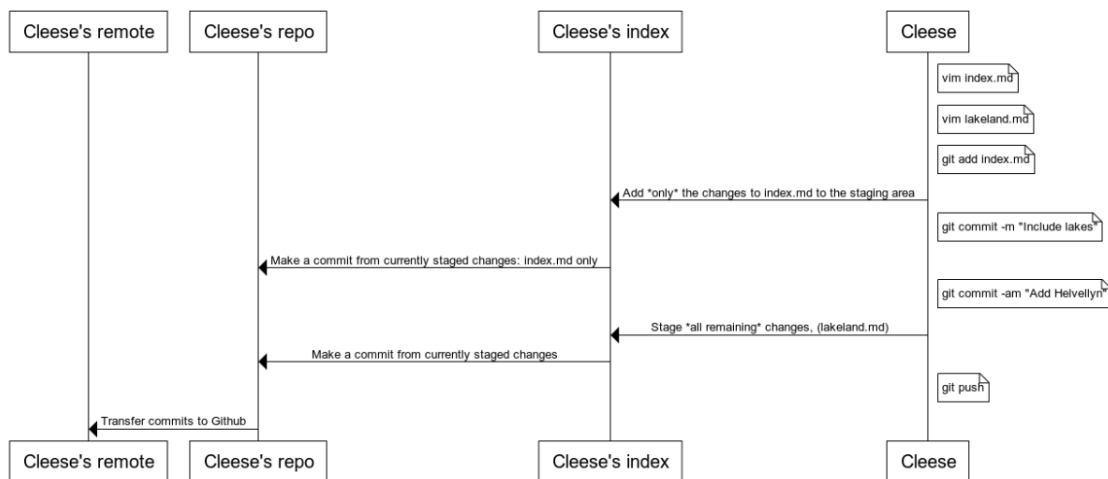 Cleese's remote
Cleese's repo
Cleese's index
Cleese
vim index.md
vim lakeland.md
git add index.md
Add *only* the changes to index.md to the staging area
git commit -m "Include lakes"
Make a commit from currently staged changes: index.md only
git commit -am "Add Helvellyn"
Stage *all remaining* changes, (lakeland.md)
Make a commit from currently staged changes
git push
Transfer commits to Github
Cleese's remote
Cleese's repo
Cleese's index
Cleese